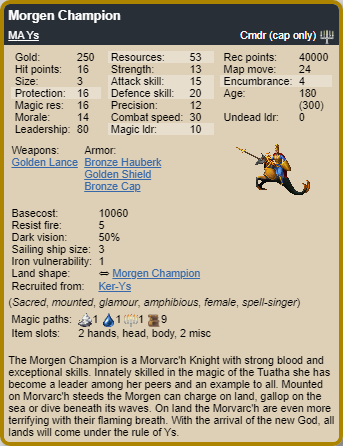 Morgen Champion
MA Ys Cmdr (cap only)
Gold: 250 Resources: 53 Rec points: 40000
Hit points: 16 Strength: 13 Map move: 24
Size: 3 Attack skill: 15 Encumbrance: 4
Protection: 16 Defence skill: 20 Age: 180
Magic res: 16 Precision: 12 (300)
Morale: 14 Combat speed: 30 Undead ldr: 0
Leadership: 80 Magic ldr: 10
Weapons: Armor:
Golden Lance Bronze Hauberk
Golden Shield
Bronze Cap
Basecost: 10060
Resist fire: 5
Dark vision: 50%
Sailing ship size: 3
Iron vulnerability: 1
Land shape: ⇔ Morgen Champion
Recruited from: Ker-Ys
(Sacred, mounted, glamour, amphibious, female, spell-singer)
Magic paths: 1 1 1 9
Item slots: 2 hands, head, body, 2 misc
The Morgen Champion is a Morvarc'h Knight with strong blood and
exceptional skills. Innately skilled in the magic of the Tuatha she has
become a leader among her peers and an example to all. Mounted
on Morvarc'h steeds the Morgen can charge on land, gallop on the
sea or dive beneath its waves. On land the Morvarc'h are even more
terrifying with their flaming breath. With the arrival of the new God, all
lands will come under the rule of Ys.